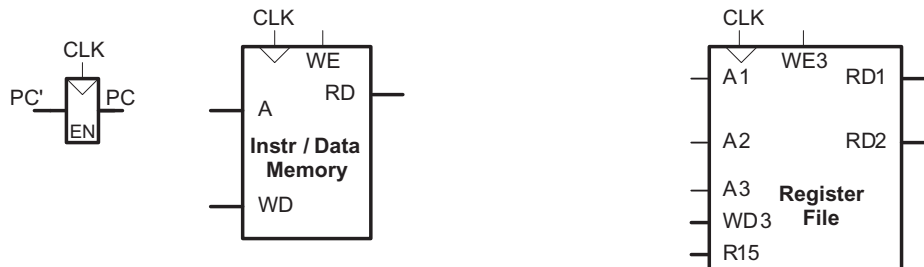 CLK
PC'
PC
EN
CLK
WE
RD
A
Instr / Data
Memory
WD
CLK
WE3
A1
RD1
A2
RD2
A3
Register
File
WD3
R15